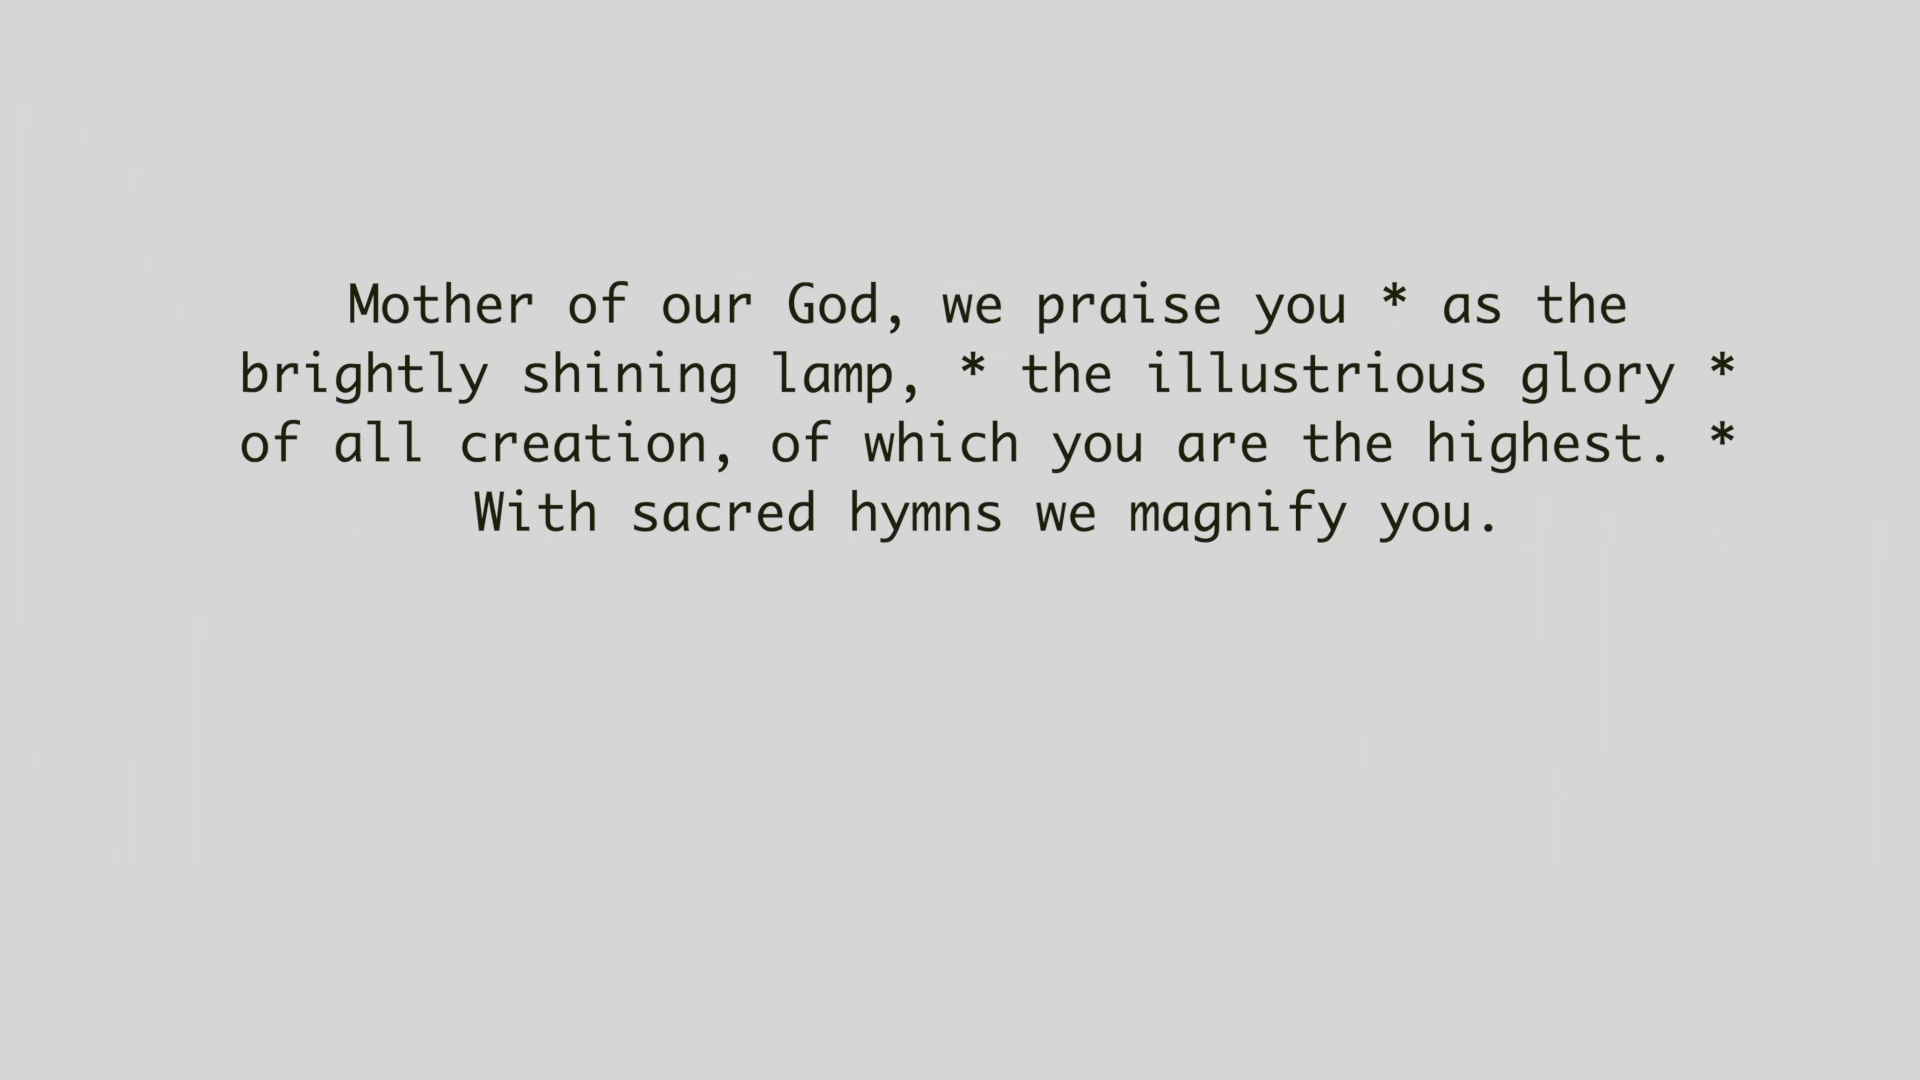 Mother of our God, we praise you * as the
brightly shining lamp, * the illustrious glory *
of all creation, of which you are the highest. *
With sacred hymns we magnify you.